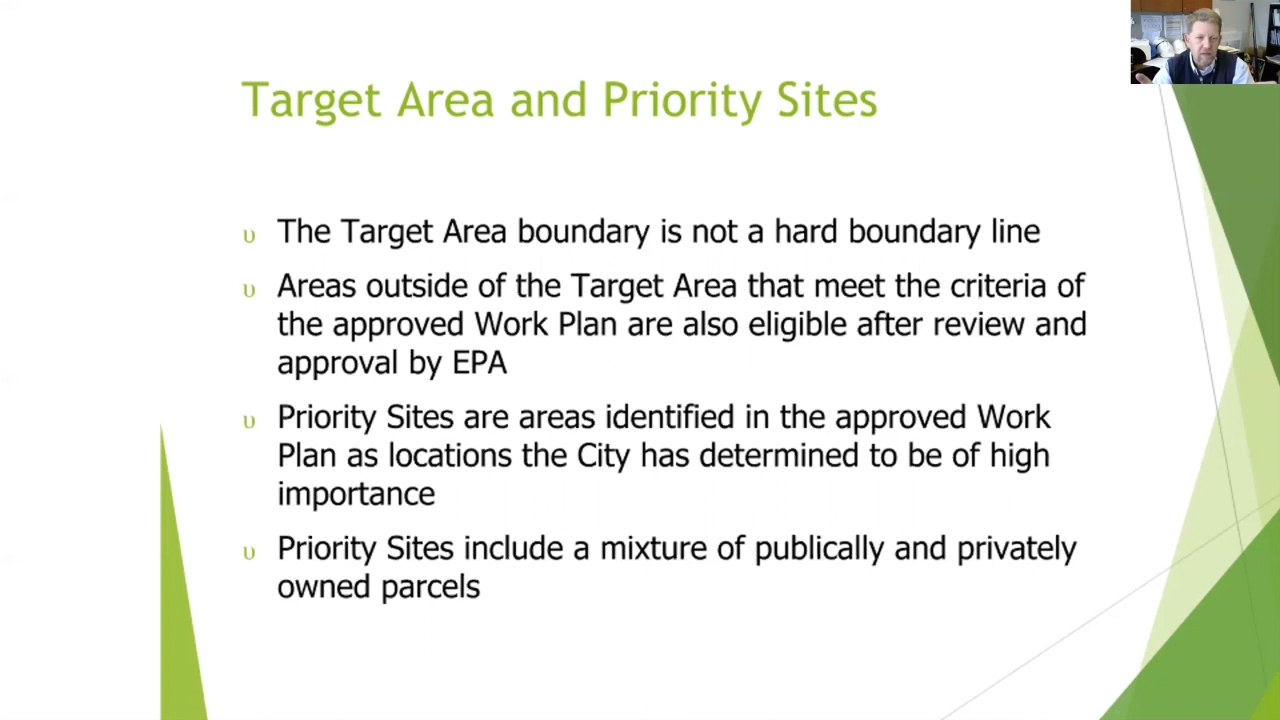 Target Area and Priority Sites
υ The Target Area boundary is not a hard boundary line
υ Areas outside of the Target Area that meet the criteria of
the approved Work Plan are also eligible after review and
approval by EPA
υ Priority Sites are areas identified in the approved Work
Plan as locations the City has determined to be of high
importance
υ Priority Sites include a mixture of publically and privately
owned parcels